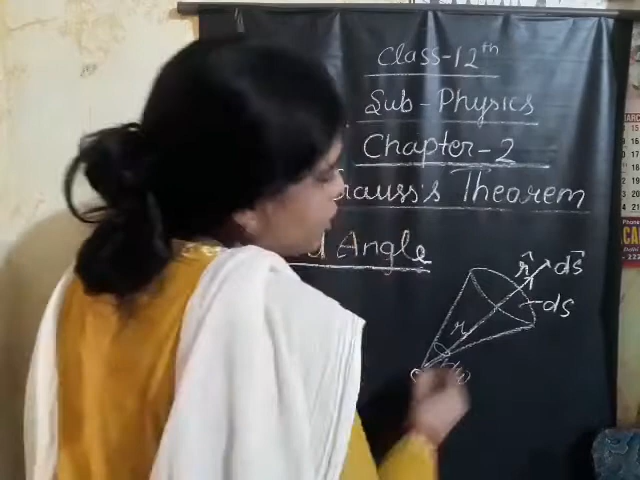 Class-12th
Sub-Physics
Chapter-2
Gauss's Theorem
Angle
r̂
ds⃗
ds
r